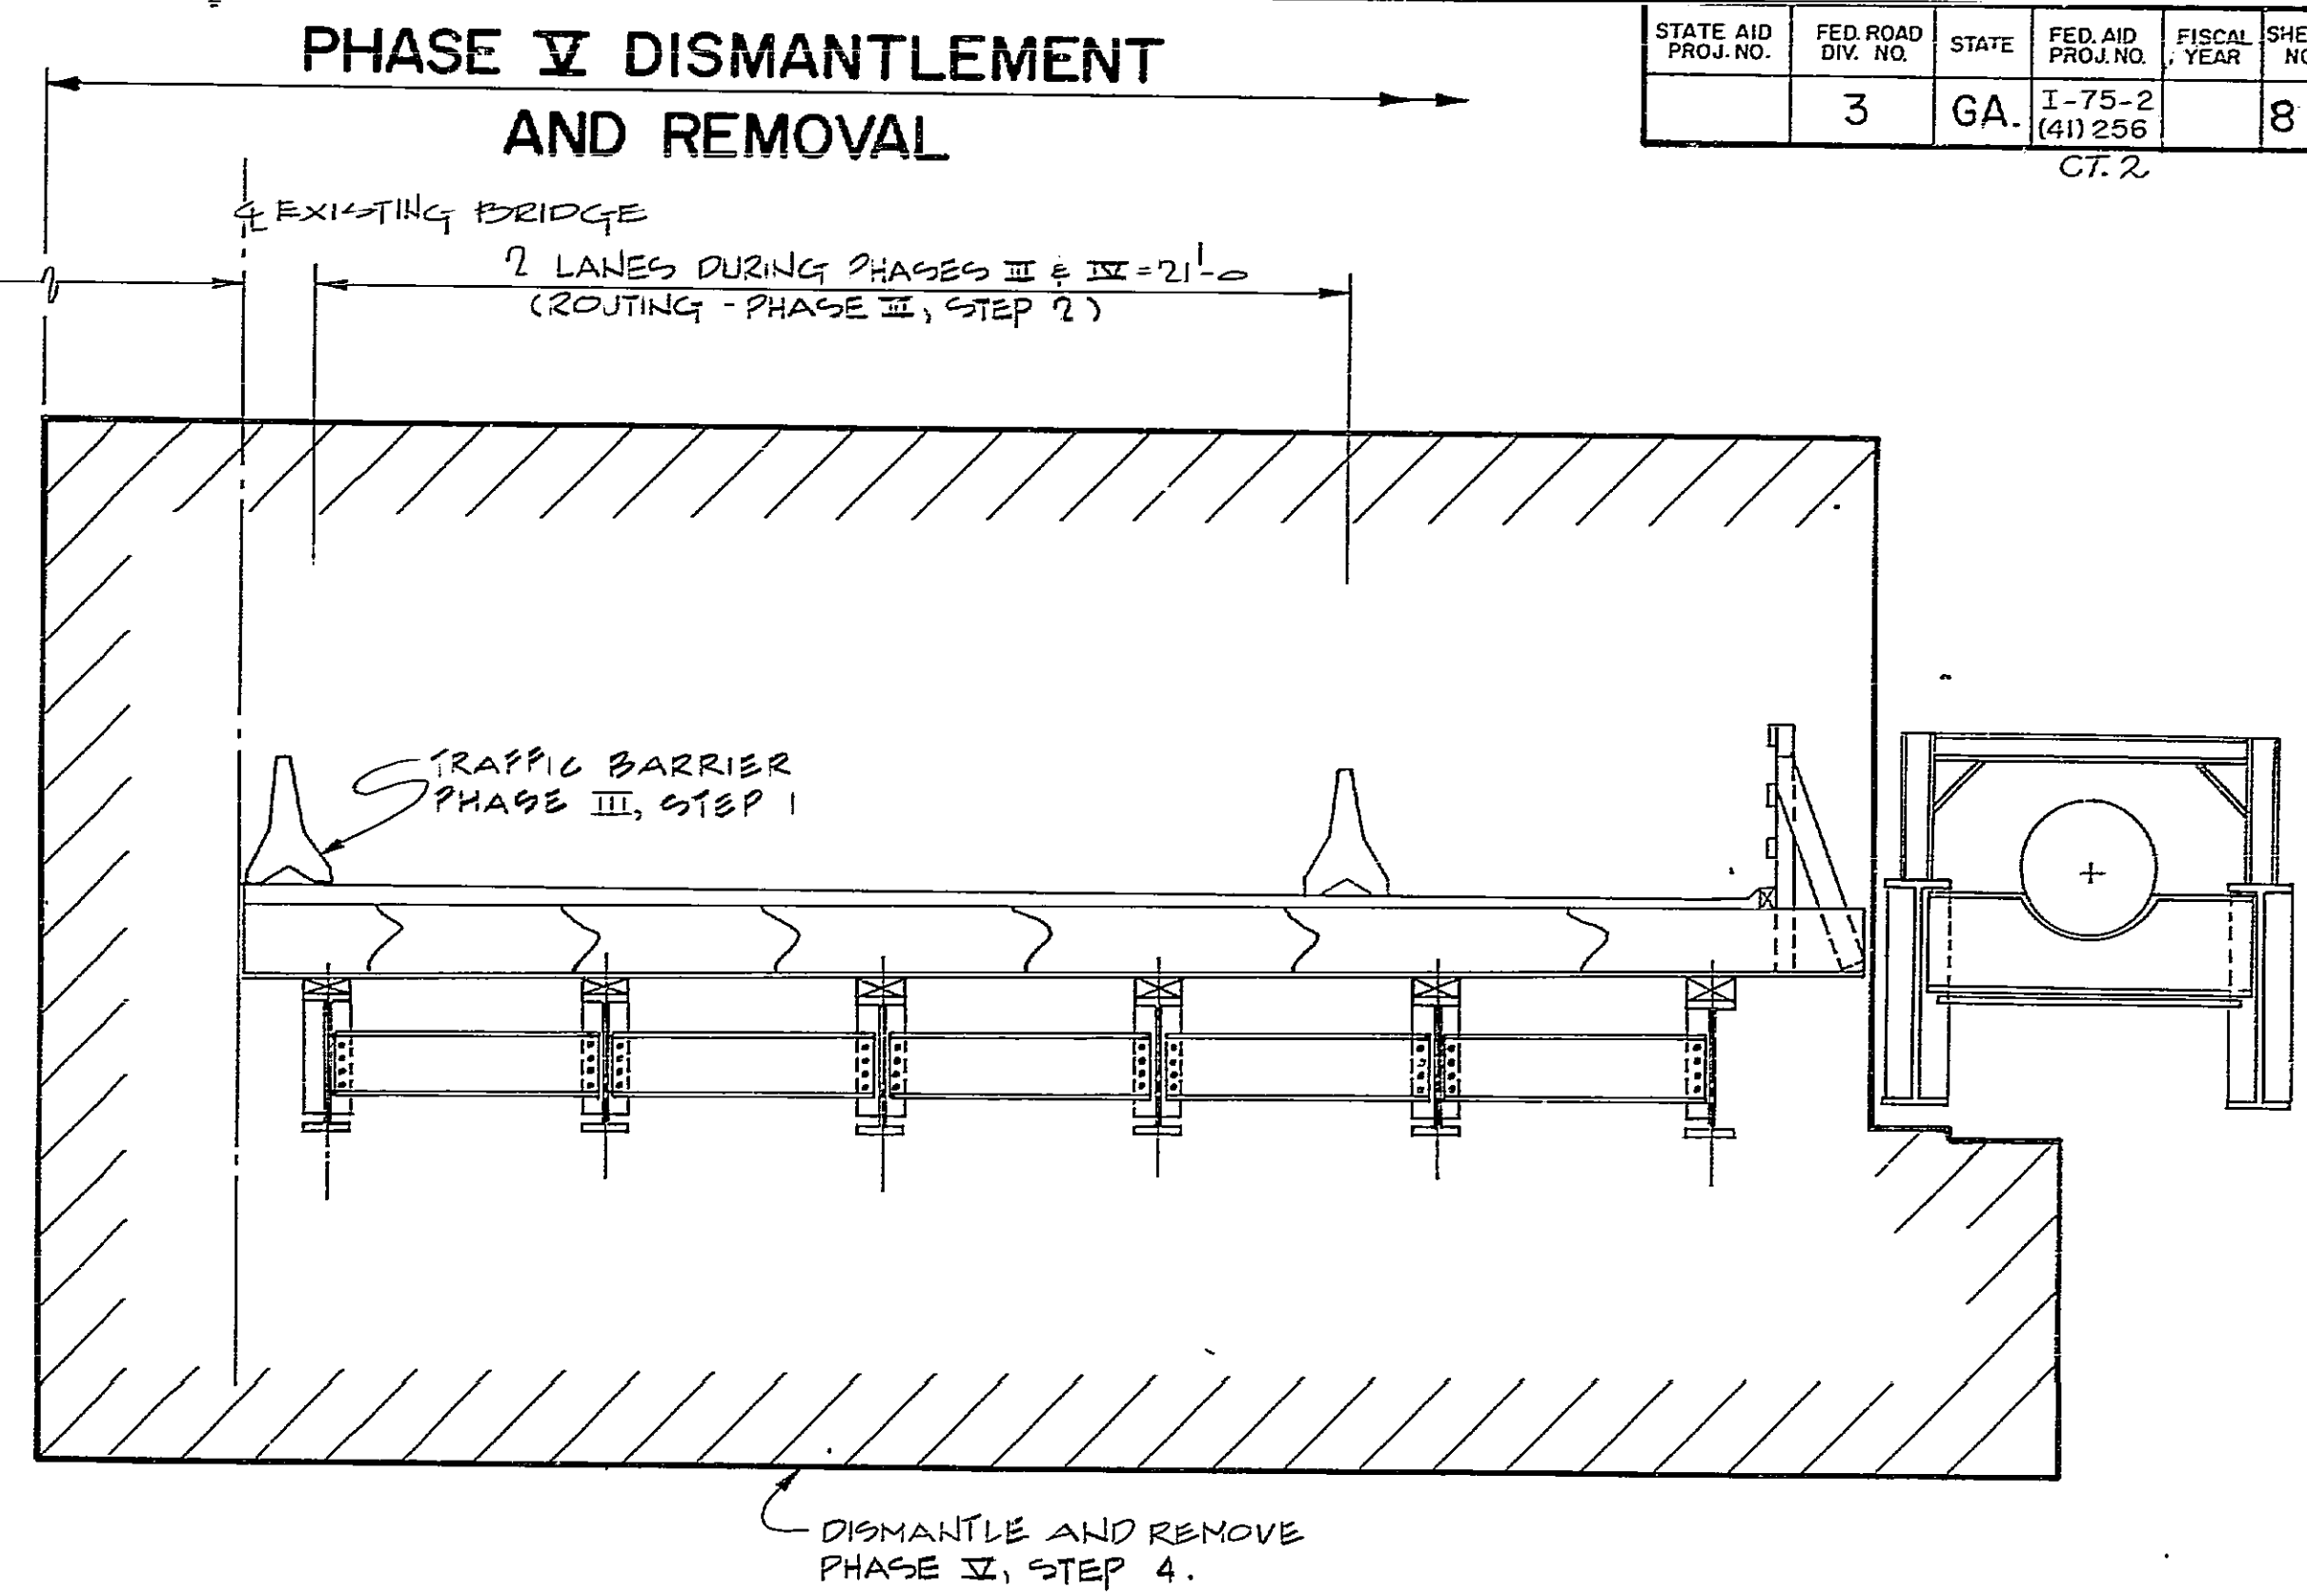 PHASE V DISMANTLEMENT
AND REMOVAL
STATE AID PROJ. NO.
FED. ROAD DIV. NO.
STATE
FED. AID PROJ. NO.
FISCAL YEAR
3
GA.
I-75-2
(41) 256
8
CT. 2
℄ EXISTING BRIDGE
2 LANES DURING PHASES III & IV = 21'-0
(ROUTING - PHASE III, STEP 2)
TRAFFIC BARRIER
PHASE III, STEP 1
DISMANTLE AND REMOVE
PHASE V, STEP 4.